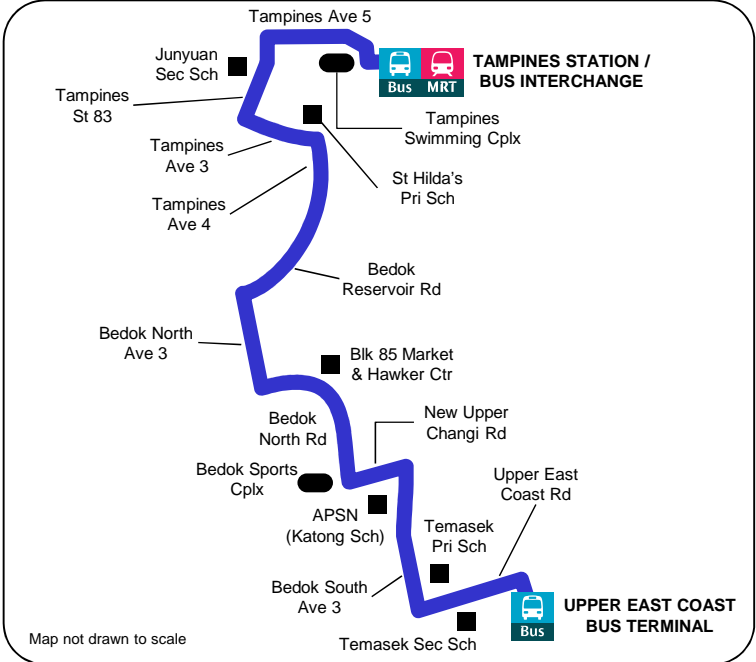 Tampines Ave 5
Junyuan
Sec Sch
Bus
MRT
TAMPINES STATION /
BUS INTERCHANGE
Tampines
St 83
Tampines
Swimming Cplx
Tampines
Ave 3
St Hilda's
Pri Sch
Tampines
Ave 4
Bedok
Reservoir Rd
Bedok North
Ave 3
Blk 85 Market
& Hawker Ctr
Bedok
North Rd
New Upper
Changi Rd
Bedok Sports
Cplx
Upper East
Coast Rd
APSN
(Katong Sch)
Temasek
Pri Sch
Bedok South
Ave 3
Bus
UPPER EAST COAST
BUS TERMINAL
Temasek Sec Sch
Map not drawn to scale